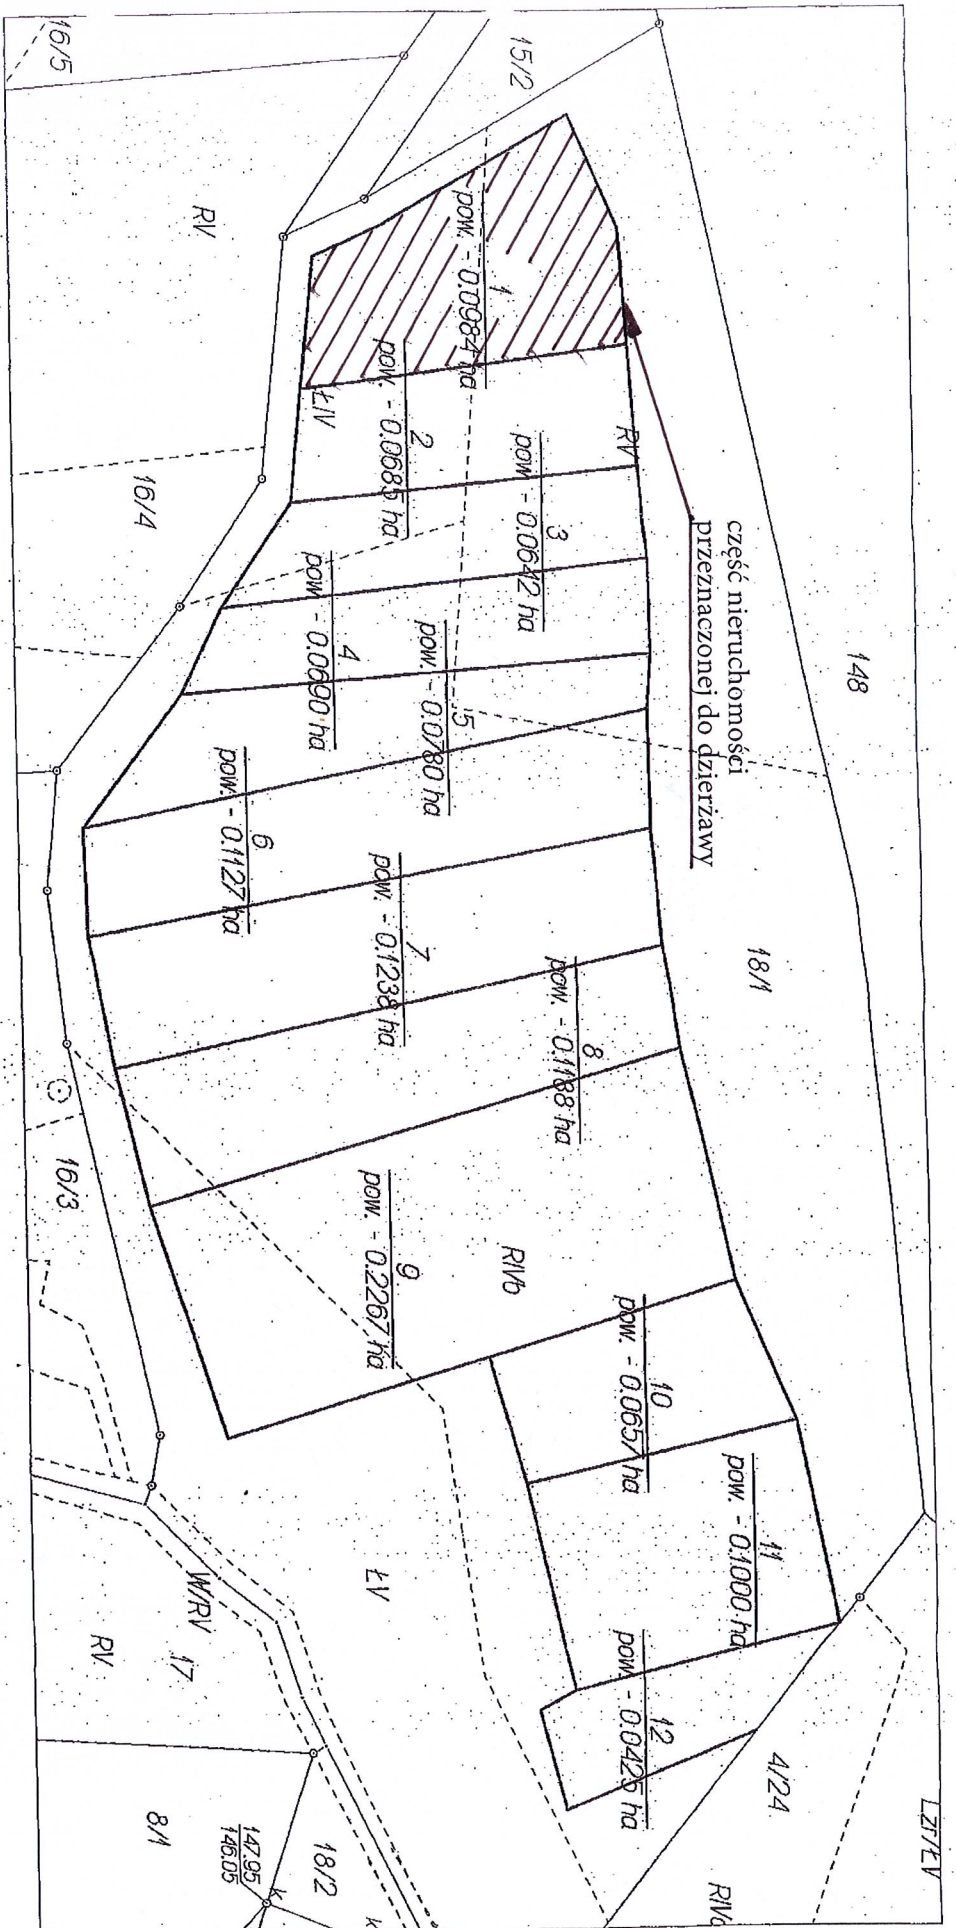 16/5
15/2
RV
1
pow. - 0.0984 ha
część nieruchomości
przeznaczonej do dzierżawy
148
ŁIV
2
pow. - 0.0685 ha
RV
3
pow. - 0.0642 ha
16/4
4
pow. - 0.0690 ha
5
pow. - 0.0780 ha
6
pow. - 0.1127 ha
7
pow. - 0.1238 ha
18/1
8
pow. - 0.1188 ha
16/3
9
pow. - 0.2267 ha
RIVb
10
pow. - 0.0657 ha
11
pow. - 0.1000 ha
12
pow. - 0.0425 ha
ŁV
W/RV
17
RV
4/24
Lzr/ŁV
8/1
18/2
147.95
146.05
k
k